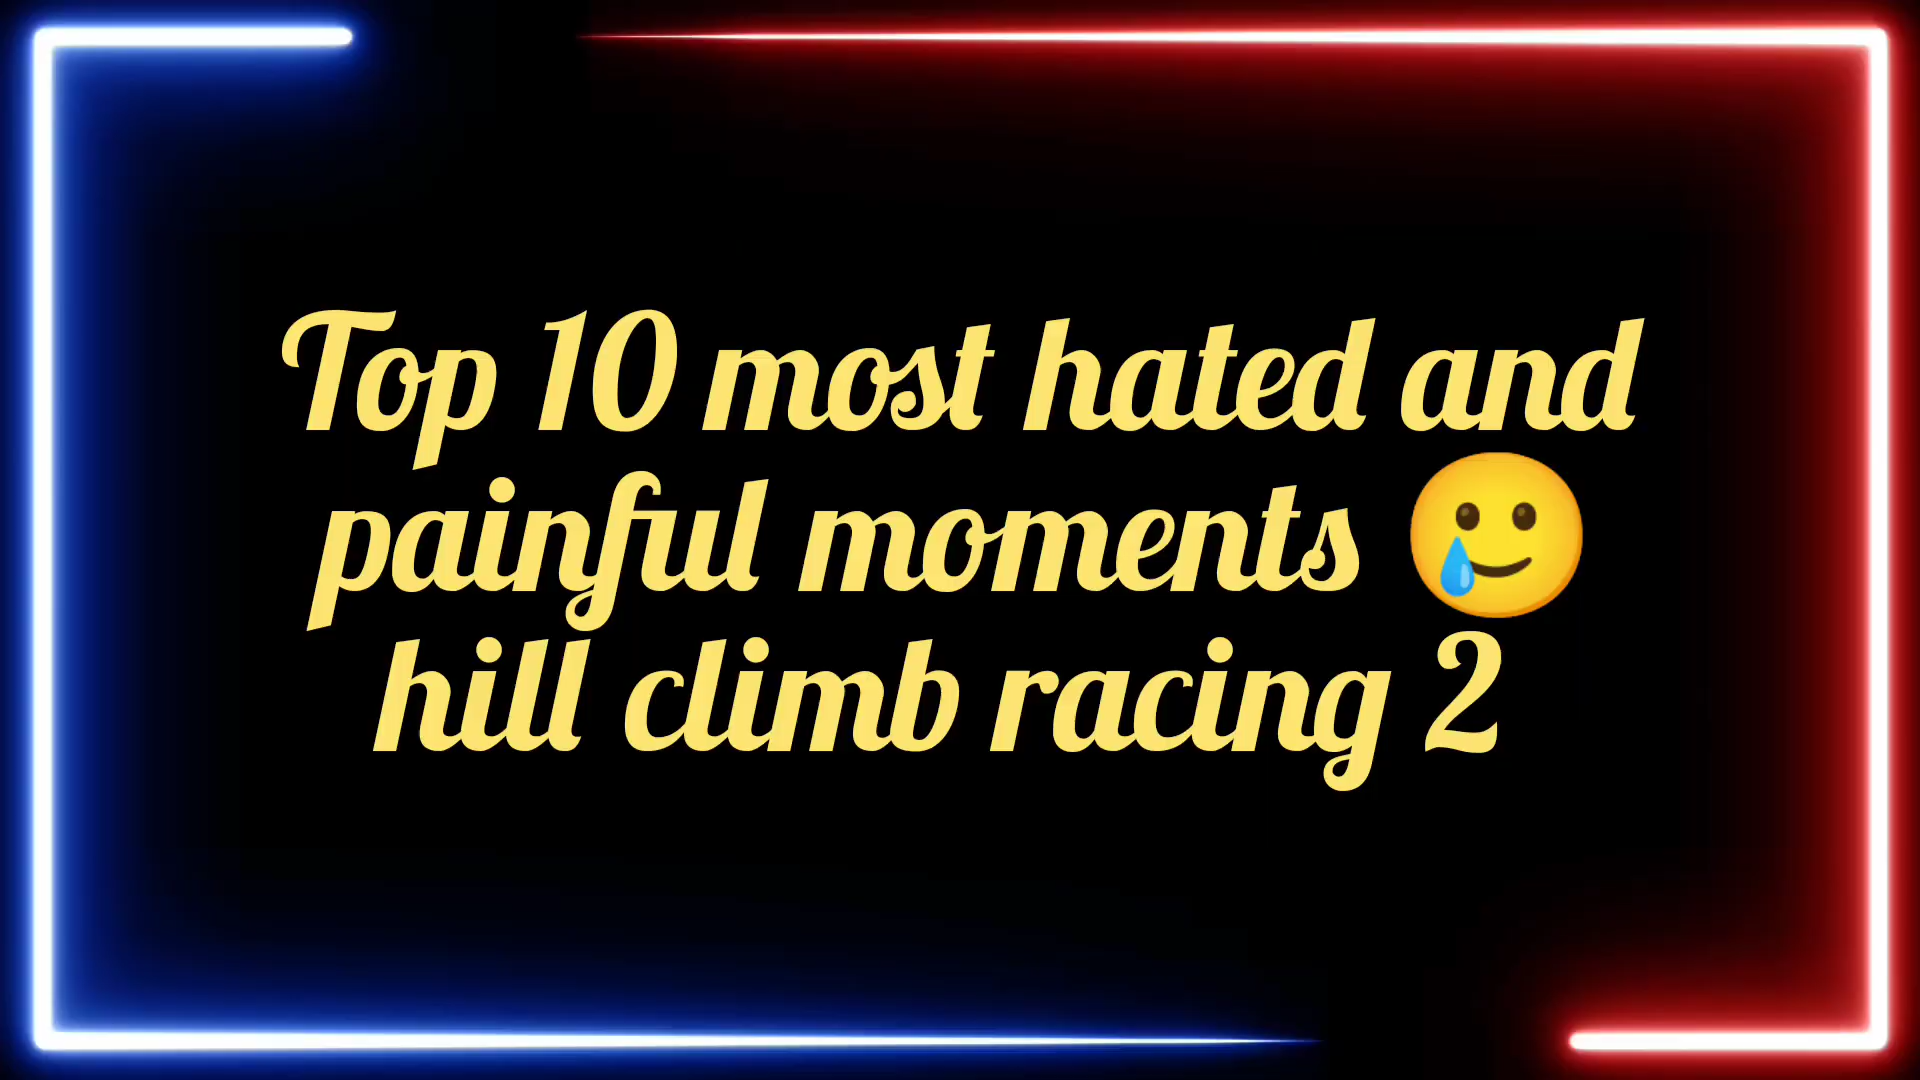 Top 10 most hated and
painful moments 🥲
hill climb racing 2